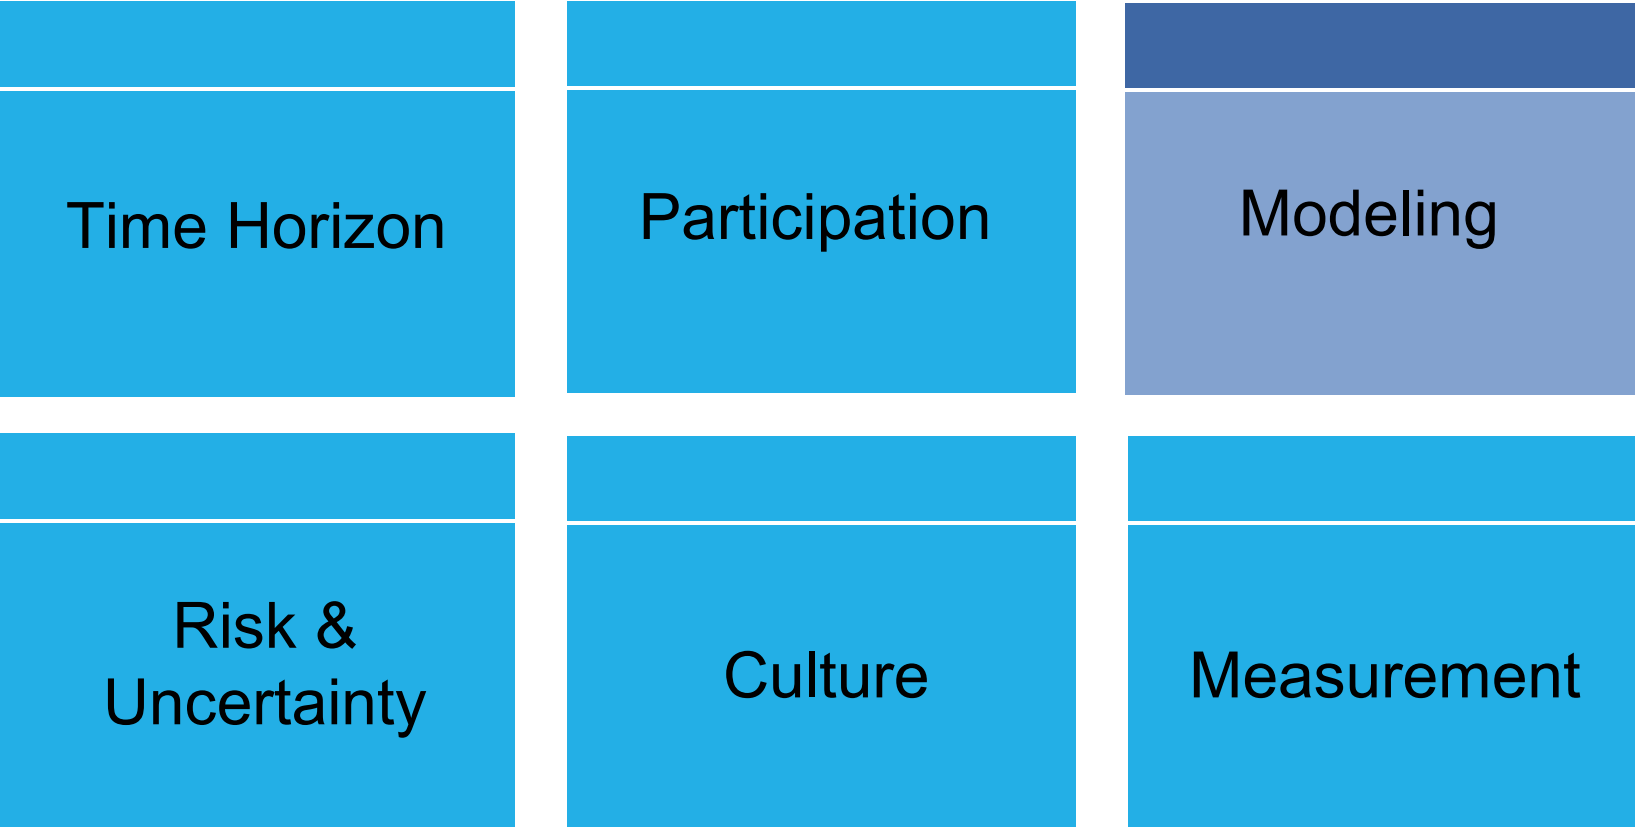 Time Horizon
Participation
Modeling
Risk &
Uncertainty
Culture
Measurement